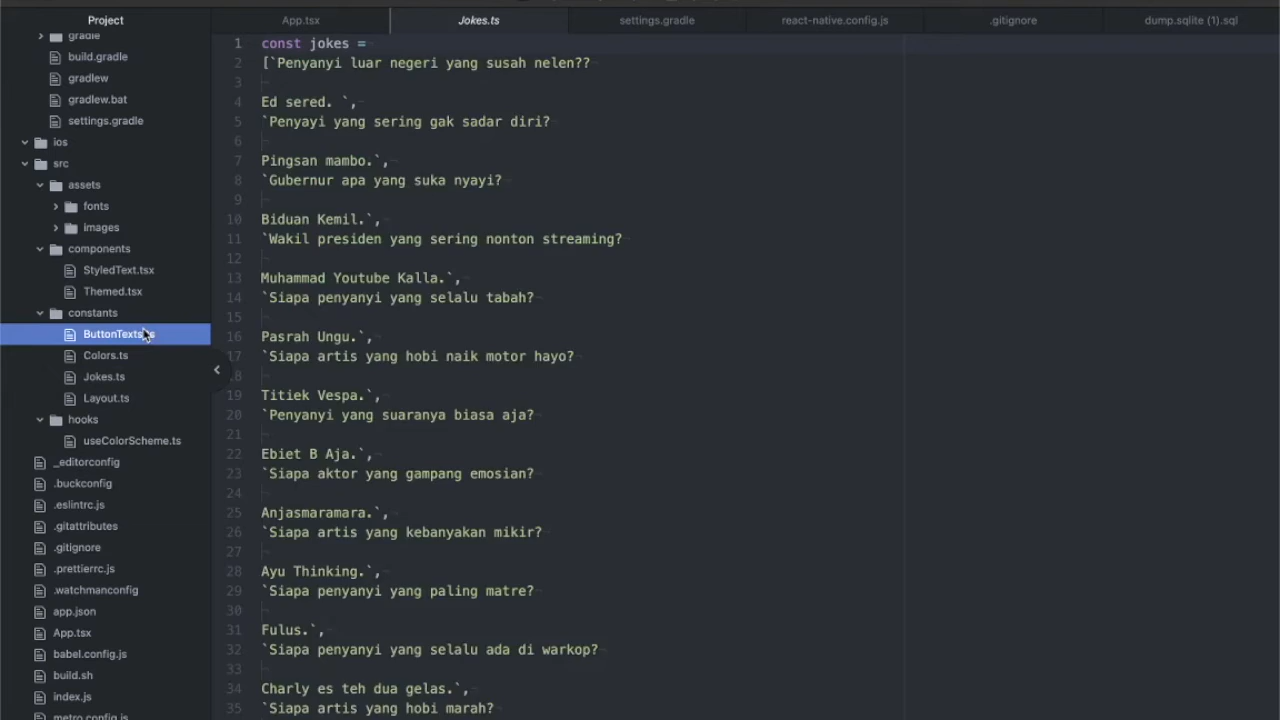 Project
App.tsx
Jokes.ts
settings.gradle
react-native.config.js
.gitignore
dump.sqlite (1).sql
gradle
build.gradle
gradlew
gradlew.bat
settings.gradle
ios
src
assets
fonts
images
components
StyledText.tsx
Themed.tsx
constants
ButtonTexts.ts
Colors.ts
Jokes.ts
Layout.ts
hooks
useColorScheme.ts
_editorconfig
.buckconfig
.eslintrc.js
.gitattributes
.gitignore
.prettierrc.js
.watchmanconfig
app.json
App.tsx
babel.config.js
build.sh
index.js
metro.config.js
1 const jokes =
2 [`Penyanyi luar negeri yang susah nelen??
3
4 Ed sered. `,
5 `Penyayi yang sering gak sadar diri?
6
7 Pingsan mambo.`,
8 `Gubernur apa yang suka nyayi?
9
10 Biduan Kemil.`,
11 `Wakil presiden yang sering nonton streaming?
12
13 Muhammad Youtube Kalla.`,
14 `Siapa penyanyi yang selalu tabah?
15
16 Pasrah Ungu.`,
17 `Siapa artis yang hobi naik motor hayo?
18
19 Titiek Vespa.`,
20 `Penyanyi yang suaranya biasa aja?
21
22 Ebiet B Aja.`,
23 `Siapa aktor yang gampang emosian?
24
25 Anjasmaramara.`,
26 `Siapa artis yang kebanyakan mikir?
27
28 Ayu Thinking.`,
29 `Siapa penyanyi yang paling matre?
30
31 Fulus.`,
32 `Siapa penyanyi yang selalu ada di warkop?
33
34 Charly es teh dua gelas.`,
35 `Siapa artis yang hobi marah?